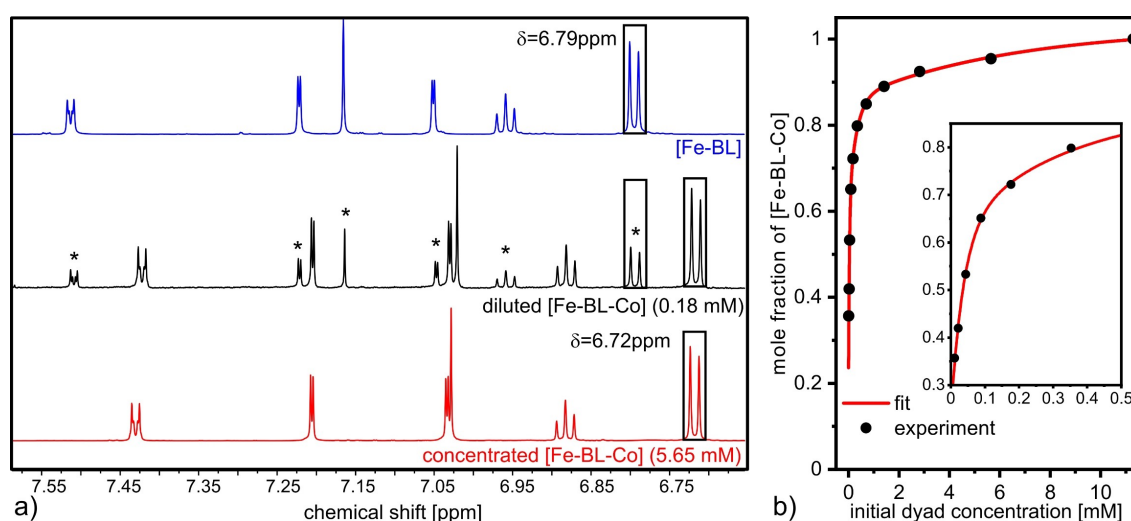 δ=6.79ppm
[Fe-BL]
* * * * * *
diluted [Fe-BL-Co] (0.18 mM)
δ=6.72ppm
concentrated [Fe-BL-Co] (5.65 mM)
7.55 7.45 7.35 7.25 7.15 7.05 6.95 6.85 6.75
chemical shift [ppm]
a)
mole fraction of [Fe-BL-Co]
1
0.8
0.6
0.4
0.2
0
0.8
0.7
0.6
0.5
0.4
0.3
0 0.1 0.2 0.3 0.4 0.5
fit
experiment
0 2 4 6 8 10
initial dyad concentration [mM]
b)